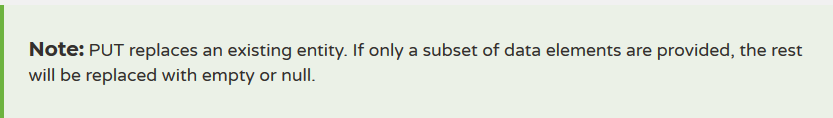 Note: PUT replaces an existing entity. If only a subset of data elements are provided, the rest
will be replaced with empty or null.